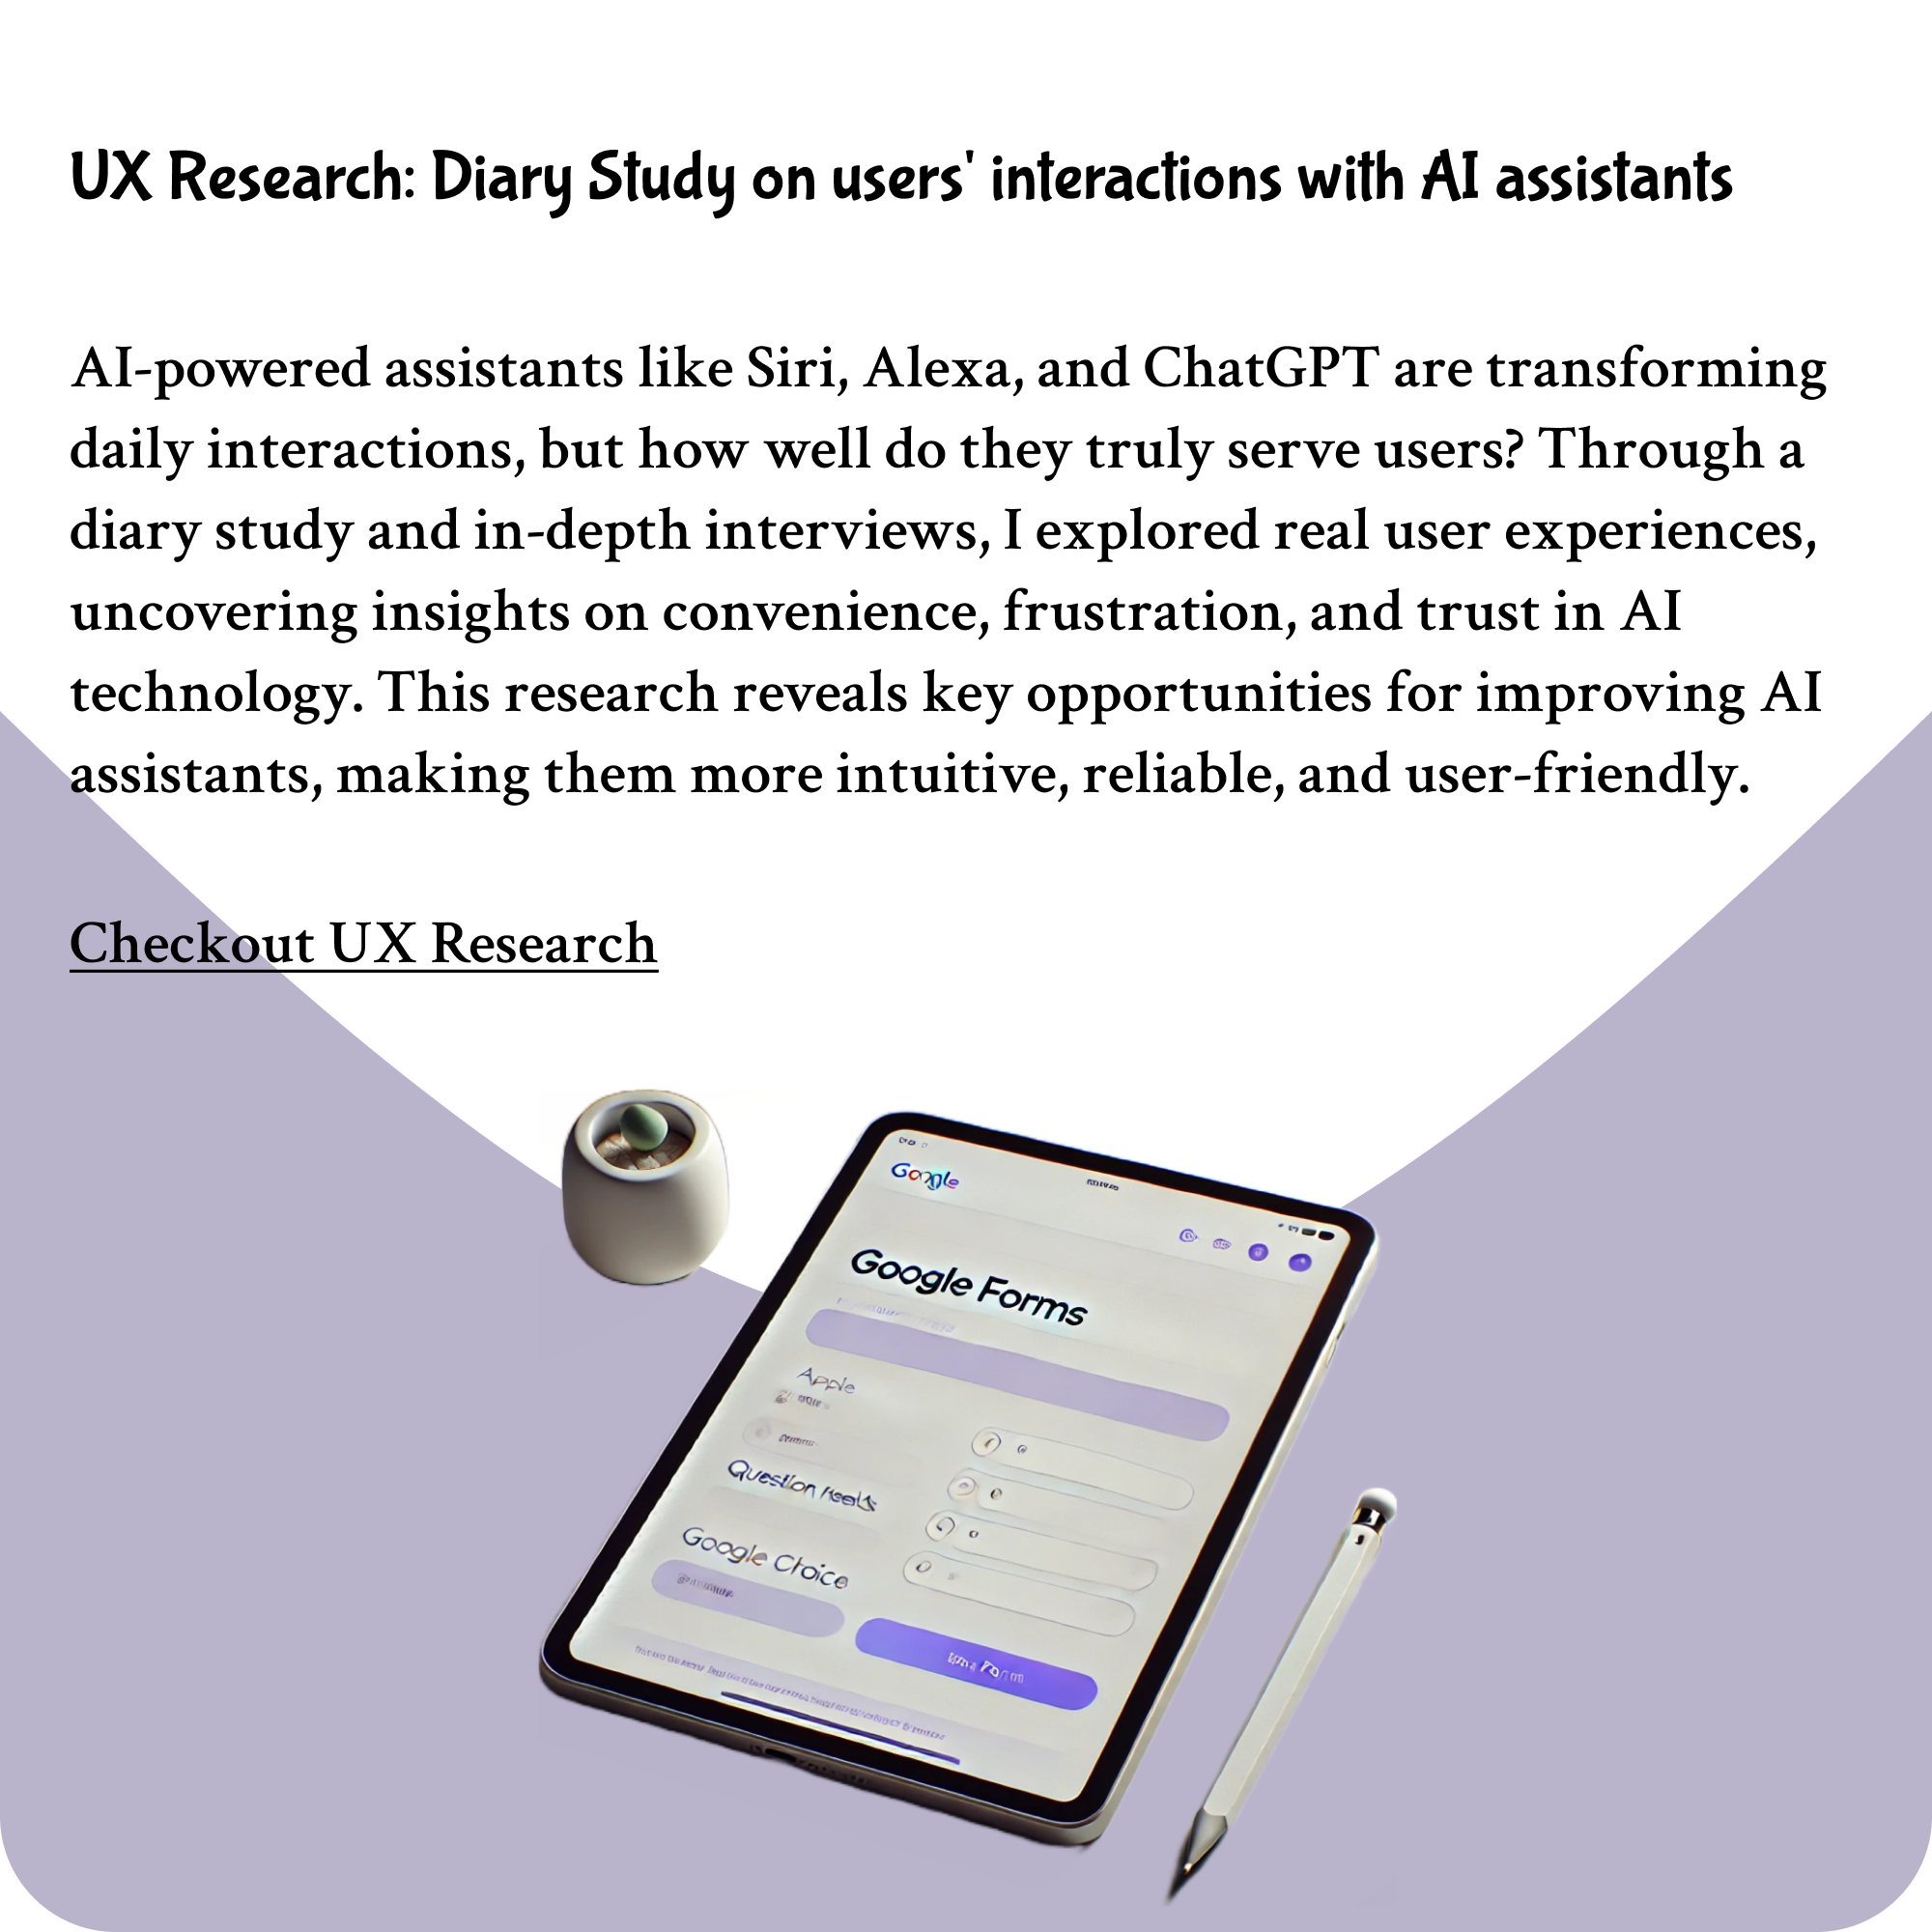 UX Research: Diary Study on users' interactions with AI assistants
AI-powered assistants like Siri, Alexa, and ChatGPT are transforming
daily interactions, but how well do they truly serve users? Through a
diary study and in-depth interviews, I explored real user experiences,
uncovering insights on convenience, frustration, and trust in AI
technology. This research reveals key opportunities for improving AI
assistants, making them more intuitive, reliable, and user-friendly.
Checkout UX Research
Google
Google Forms
Apple
Question
Google Choice